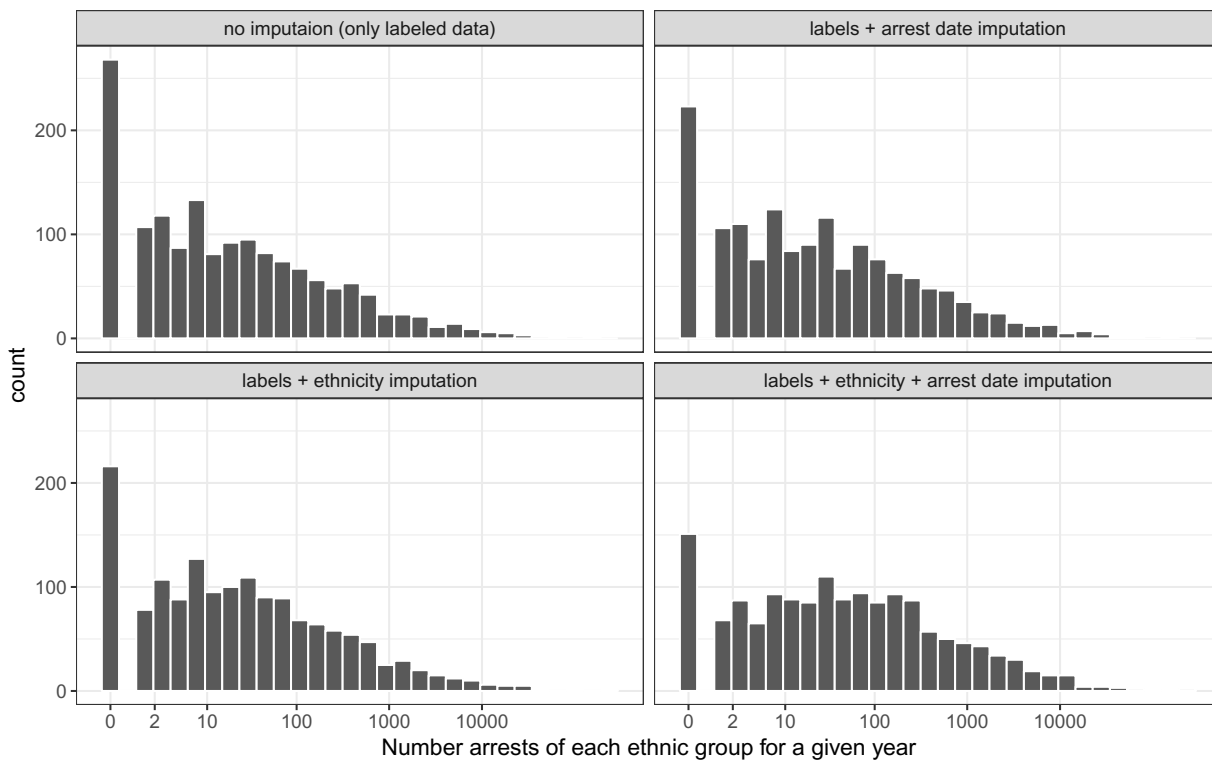 no imputaion (only labeled data)
labels + arrest date imputation
200
100
0
labels + ethnicity imputation
labels + ethnicity + arrest date imputation
200
100
0
count
0 2 10 100 1000 10000
0 2 10 100 1000 10000
Number arrests of each ethnic group for a given year